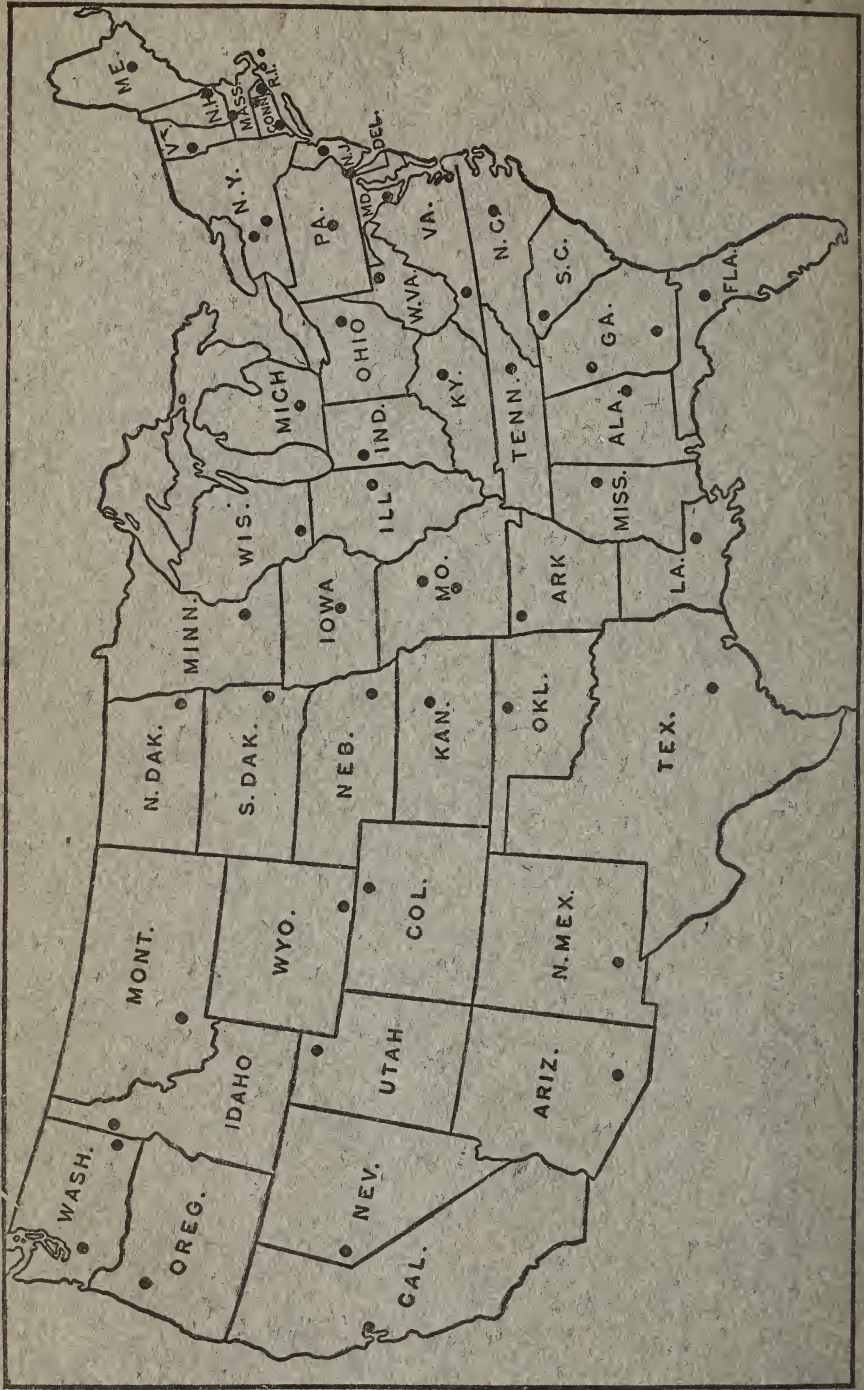 WASH.
OREG.
CAL.
NEV.
IDAHO
MONT.
WYO.
UTAH
ARIZ.
COL.
N.MEX.
N.DAK.
S.DAK.
NEB.
KAN.
OKL.
TEX.
MINN.
IOWA
MO.
ARK
LA.
WIS.
ILL
MICH
IND.
OHIO
KY.
TENN.
MISS.
ALA.
GA.
FLA.
S.C.
N.C.
VA.
W.VA.
MD.
DEL.
PA.
N.J.
N.Y.
V.T.
N.H.
ME.
MASS.
CONN.
R.I.